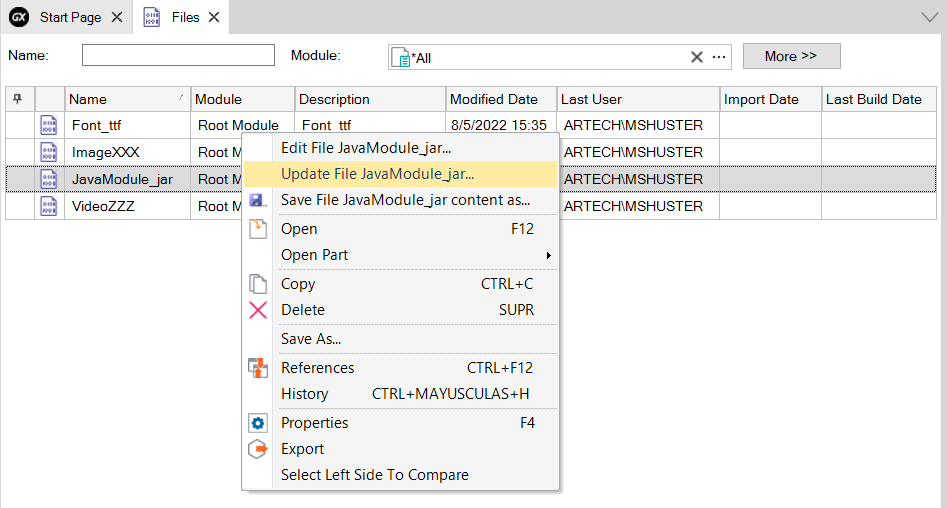 GX Start Page Files
Name: Module: *All More >>
Name Module Description Modified Date Last User Import Date Last Build Date
Font_ttf Root Module Font_ttf 8/5/2022 15:35 ARTECH\MSHUSTER
ImageXXX Root M ARTECH\MSHUSTER
JavaModule_jar Root M ARTECH\MSHUSTER
VideoZZZ Root M ARTECH\MSHUSTER
Edit File JavaModule_jar...
Update File JavaModule_jar...
Save File JavaModule_jar content as...
Open F12
Open Part
Copy CTRL+C
Delete SUPR
Save As...
References CTRL+F12
History CTRL+MAYUSCULAS+H
Properties F4
Export
Select Left Side To Compare